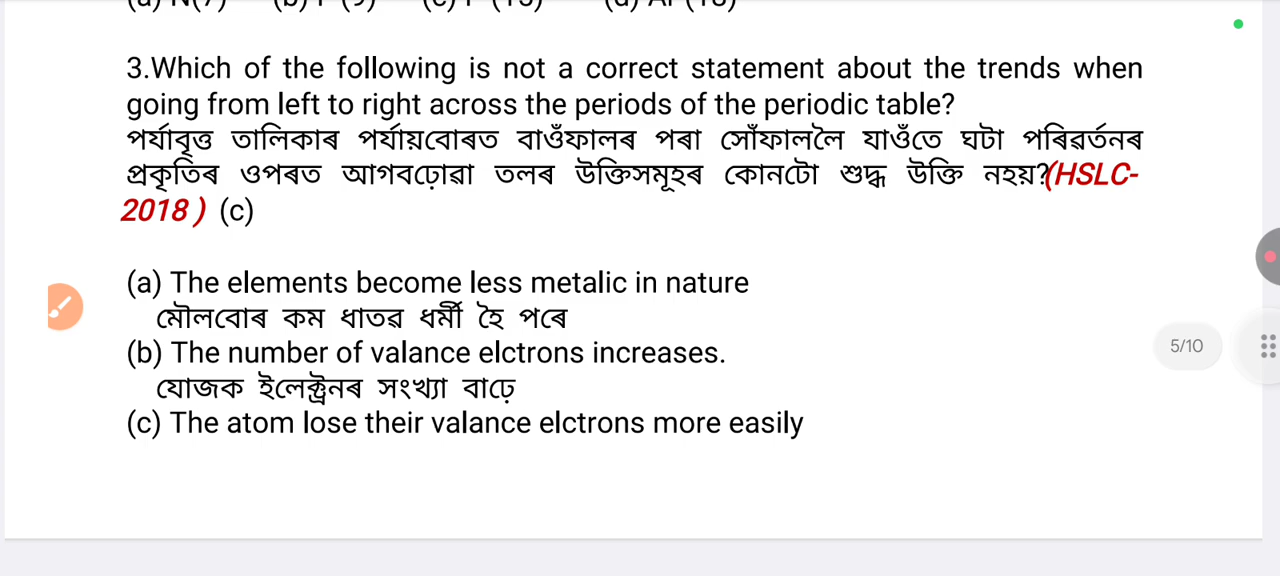 3.Which of the following is not a correct statement about the trends when
going from left to right across the periods of the periodic table?
পৰ্যাবৃত্ত তালিকাৰ পৰ্যায়বোৰত বাওঁফালৰ পৰা সোঁফাললৈ যাওঁতে ঘটা পৰিৱৰ্তনৰ
প্ৰকৃতিৰ ওপৰত আগবঢ়োৱা তলৰ উক্তিসমূহৰ কোনটো শুদ্ধ উক্তি নহয়?(HSLC-
2018 ) (c)
(a) The elements become less metalic in nature
মৌলবোৰ কম ধাতৱ ধৰ্মী হৈ পৰে
(b) The number of valance elctrons increases.
যোজক ইলেক্ট্ৰনৰ সংখ্যা বাঢ়ে
5/10
(c) The atom lose their valance elctrons more easily